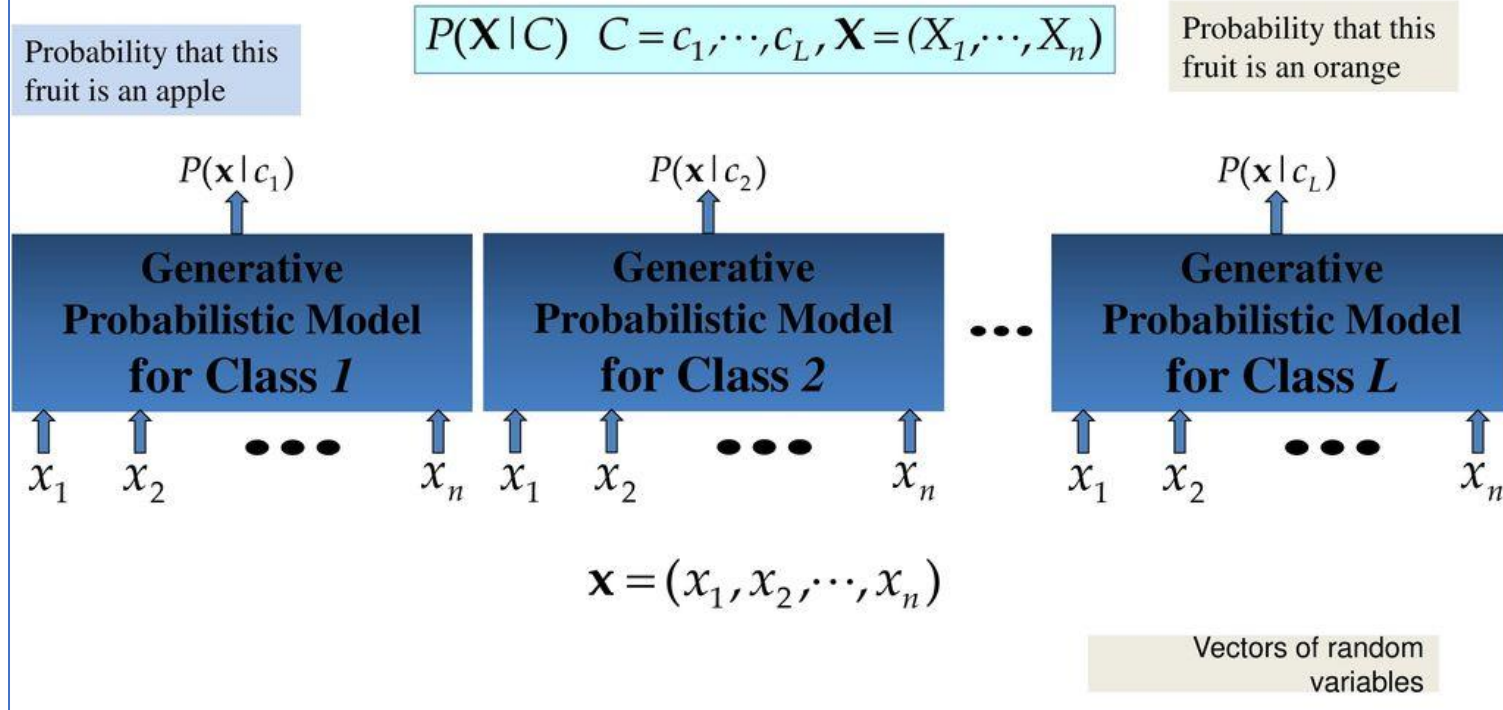 Probability that this
fruit is an apple
P(X|C) C = c₁,⋯,c_L, X = (X₁,⋯,Xₙ)
Probability that this
fruit is an orange
P(x|c₁)
P(x|c₂)
P(x|c_L)
Generative
Probabilistic Model
for Class 1
Generative
Probabilistic Model
for Class 2
•••
Generative
Probabilistic Model
for Class L
x₁ x₂ ••• xₙ
x₁ x₂ ••• xₙ
x₁ x₂ ••• xₙ
x = (x₁, x₂,⋯, xₙ)
Vectors of random
variables